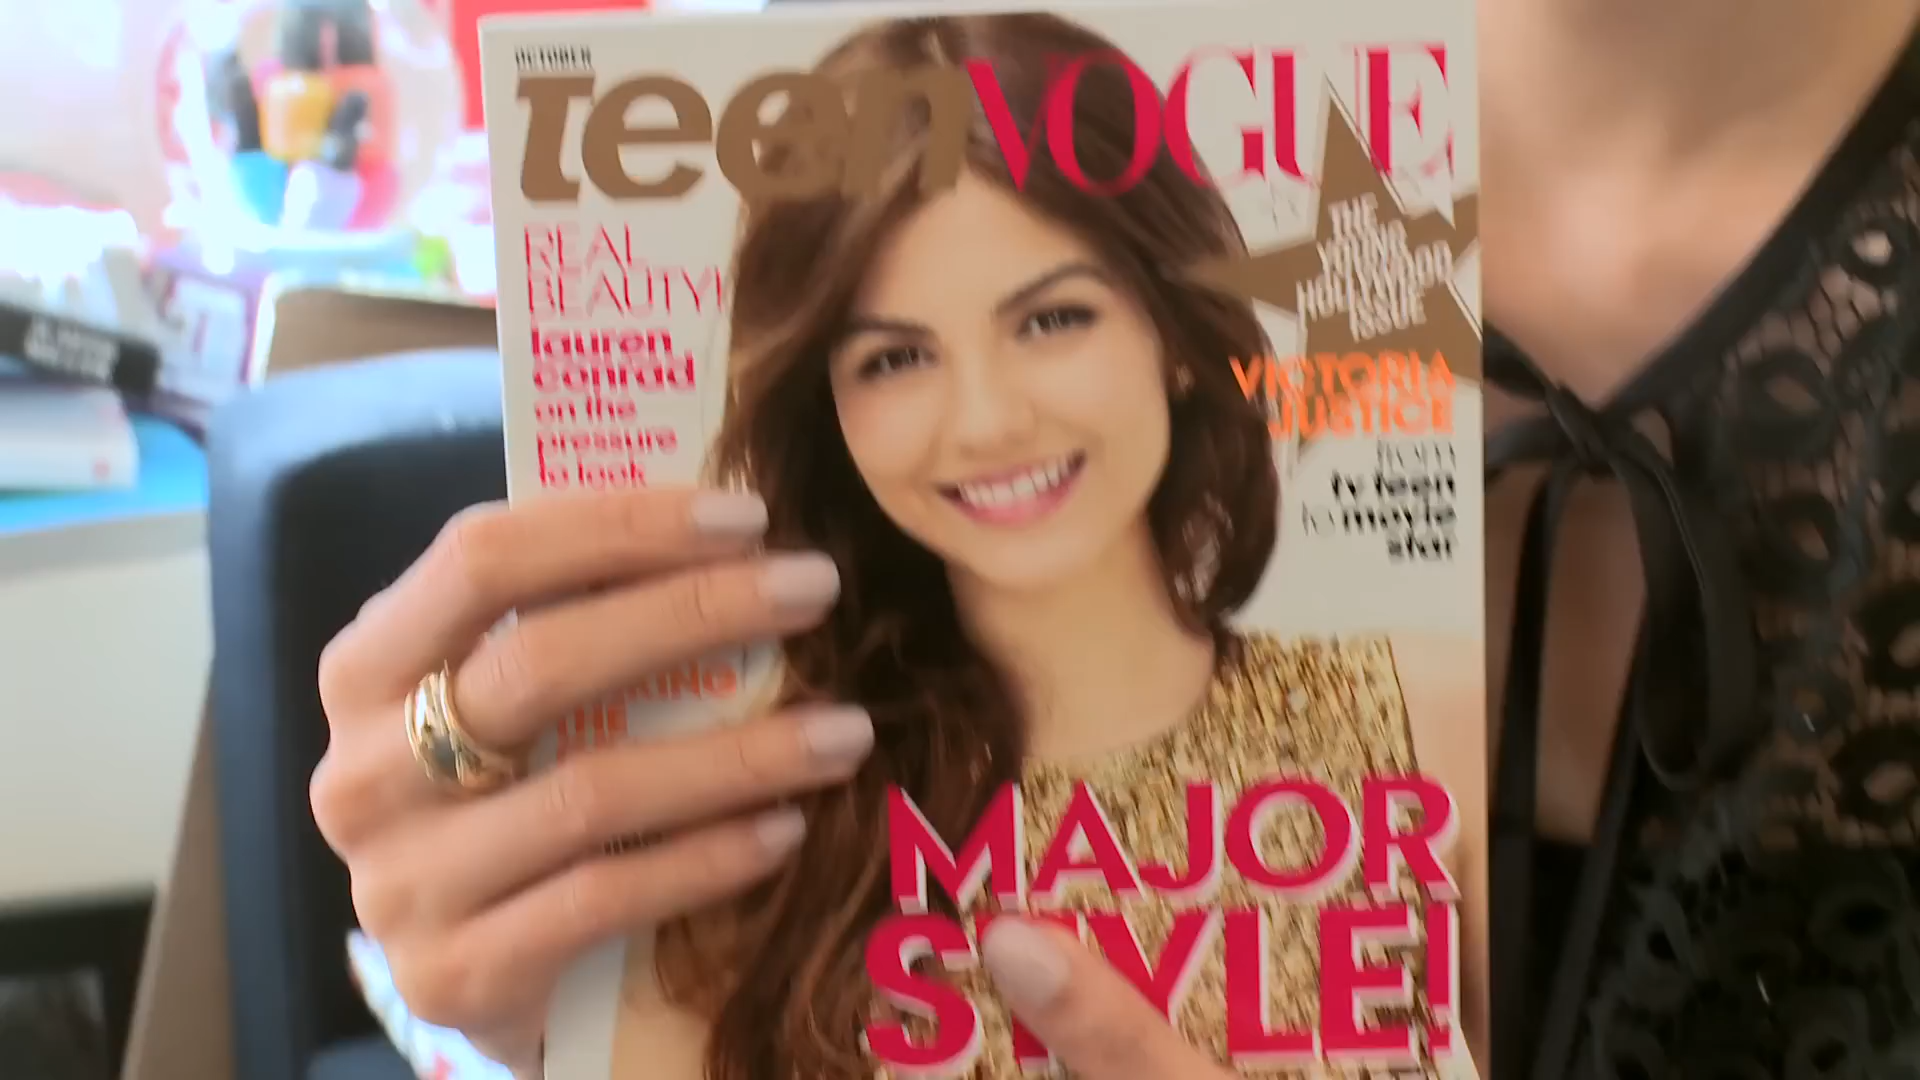 OCTOBER
teen VOGUE
REAL
BEAUTY!
lauren
conrad
on the
pressure
to look
THE
THE
YOUNG
HOLLYWOOD
ISSUE
VICTORIA
JUSTICE
from
tv teen
to movie
star
MAJOR
STYLE!